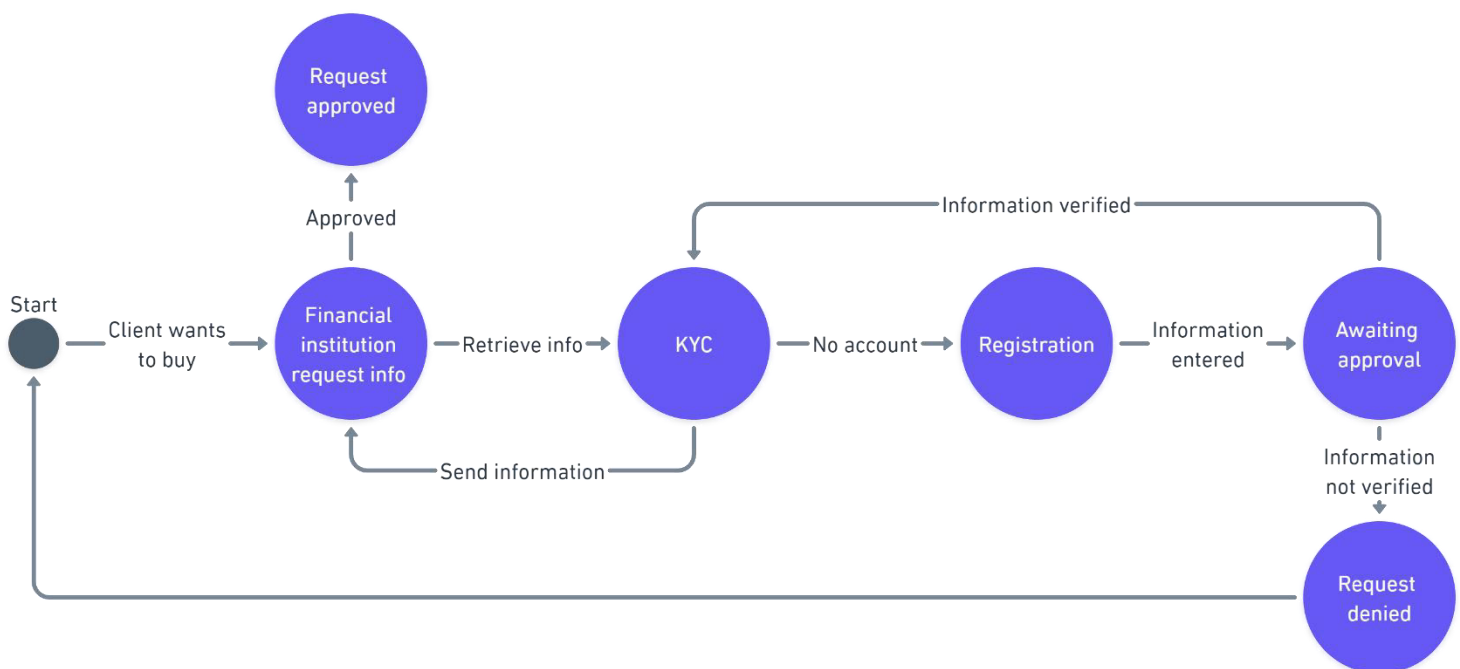 Request
approved
Approved
Information verified
Start
Client wants
to buy
Financial
institution
request info
Retrieve info
KYC
No account
Registration
Information
entered
Awaiting
approval
Send information
Information
not verified
Request
denied